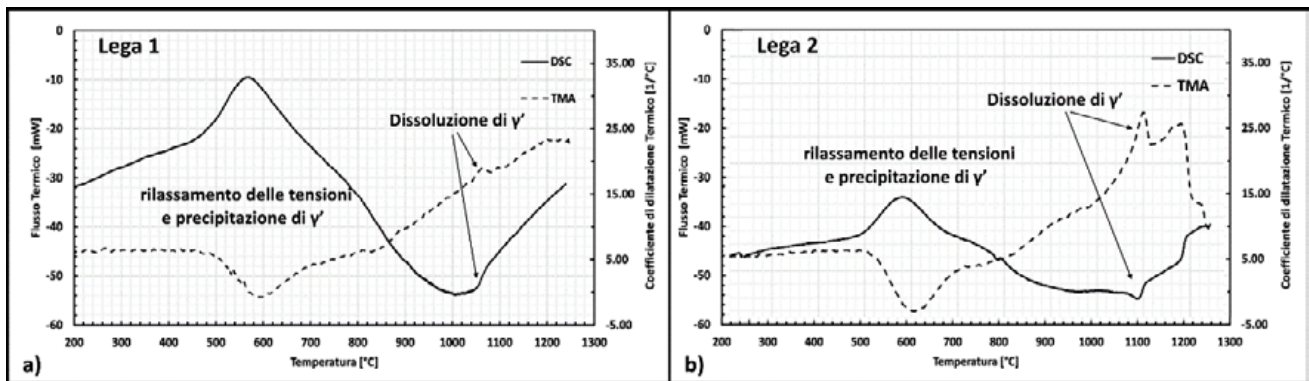 Lega 1
DSC
TMA
Dissoluzione di γ'
rilassamento delle tensioni
e precipitazione di γ'
Flusso Termico [mW]
0
-10
-20
-30
-40
-50
-60
35.00
25.00
15.00
5.00
-5.00
Coefficiente di dilatazione Termico [1/°C]
200 300 400 500 600 700 800 900 1000 1100 1200 1300
Temperatura [°C]
a)
Lega 2
DSC
TMA
Dissoluzione di γ'
rilassamento delle tensioni
e precipitazione di γ'
Flusso Termico [mW]
0
-10
-20
-30
-40
-50
-60
35.00
25.00
15.00
5.00
-5.00
Coefficiente di dilatazione Termico [1/°C]
200 300 400 500 600 700 800 900 1000 1100 1200 1300
Temperatura [°C]
b)